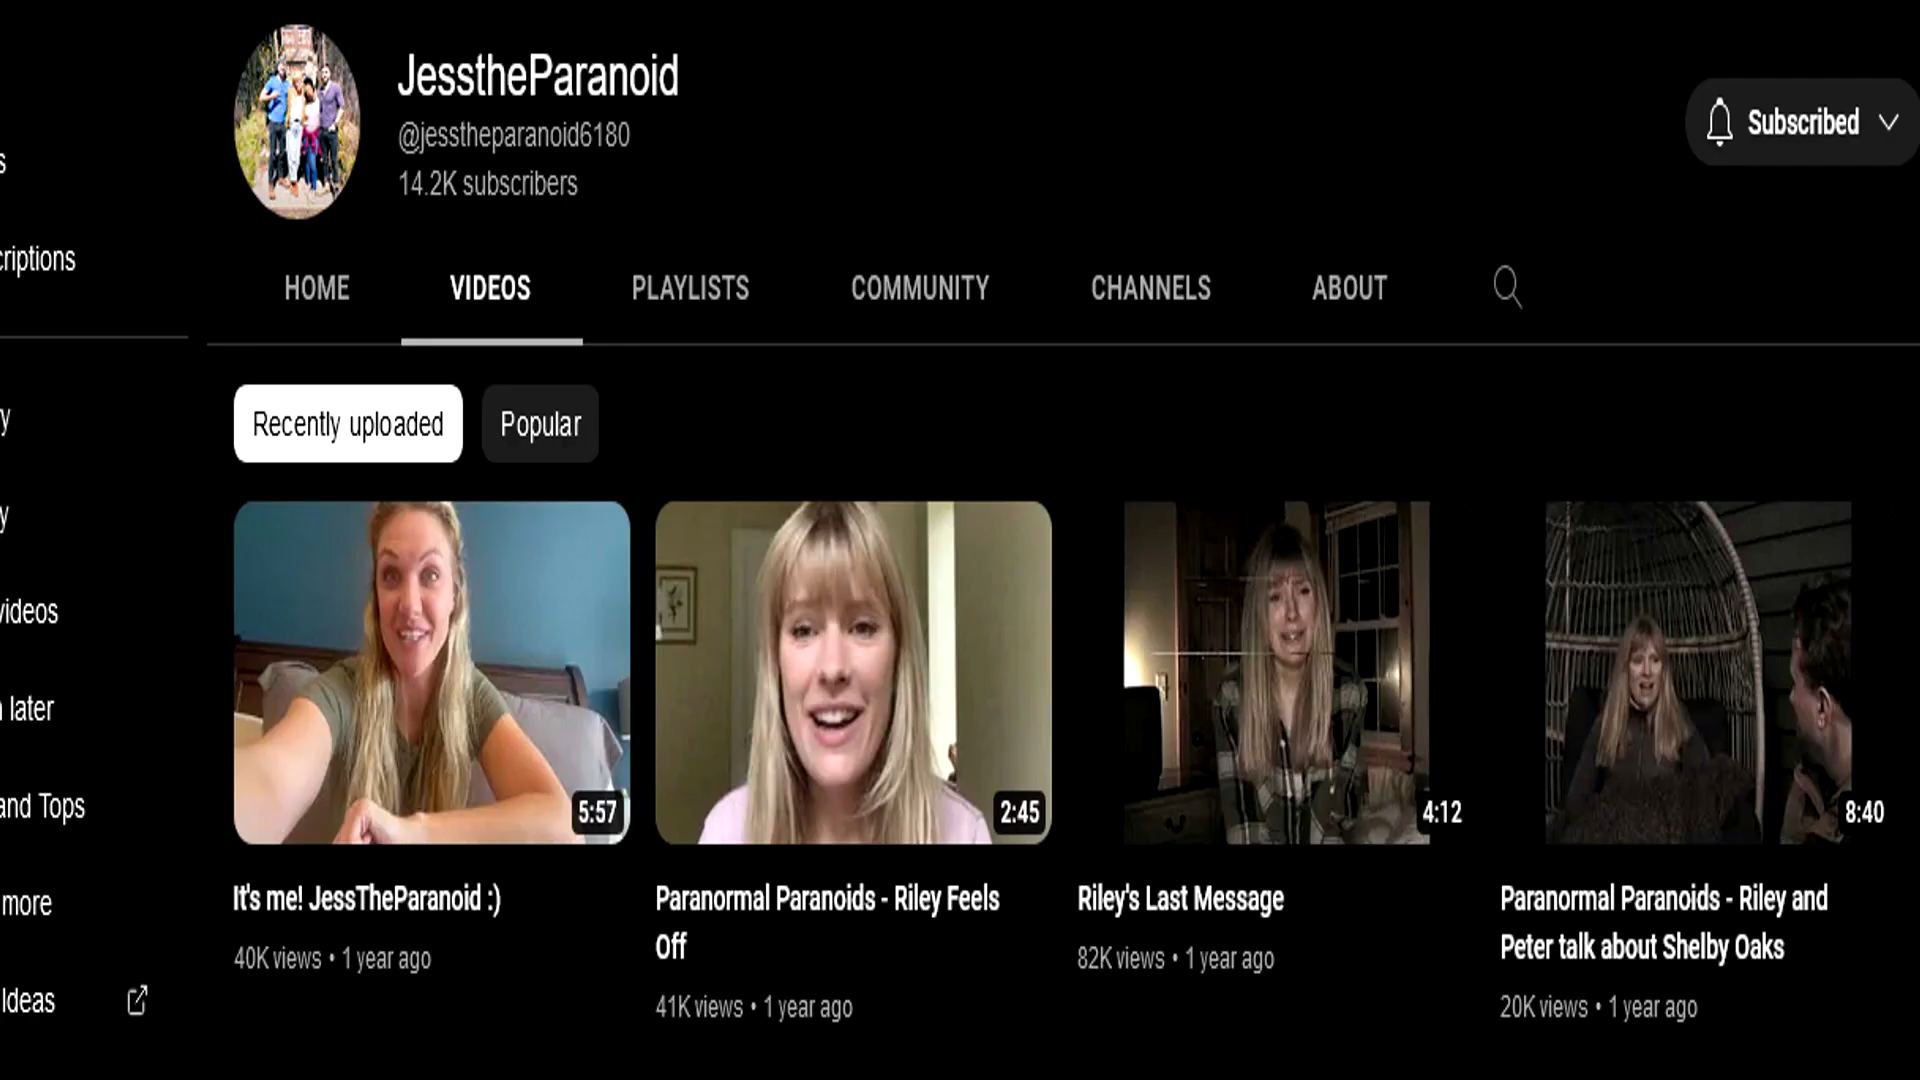 JesstheParanoid
@jesstheparanoid6180
14.2K subscribers
Subscribed
s
criptions
HOME VIDEOS PLAYLISTS COMMUNITY CHANNELS ABOUT
y
Recently uploaded Popular
y
videos
later
and Tops
more
Ideas
5:57 2:45 4:12 8:40
It's me! JessTheParanoid :)
40K views • 1 year ago
Paranormal Paranoids - Riley Feels
Off
41K views • 1 year ago
Riley's Last Message
82K views • 1 year ago
Paranormal Paranoids - Riley and
Peter talk about Shelby Oaks
20K views • 1 year ago